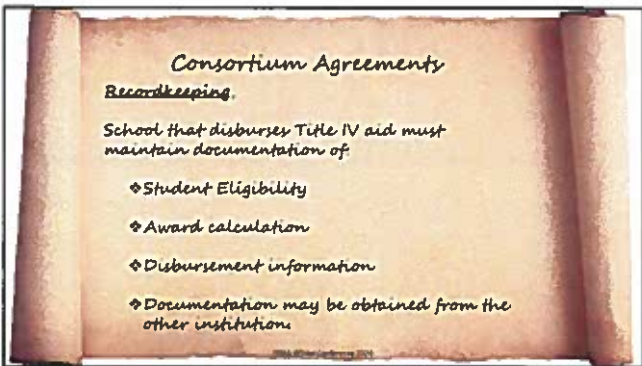 Consortium Agreements
Recordkeeping
School that disburses Title IV aid must
maintain documentation of:
❖Student Eligibility
❖Award calculation
❖Disbursement information
❖Documentation may be obtained from the
other institution.